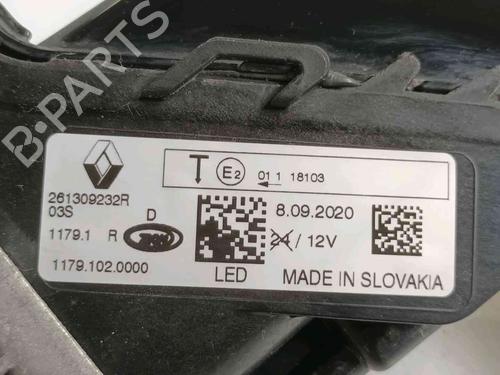 B-PARTS
T E2 01 1 18103
261309232R
03S
8.09.2020
D
1179.1 R
24 / 12V
1179.102.0000
LED
MADE IN SLOVAKIA